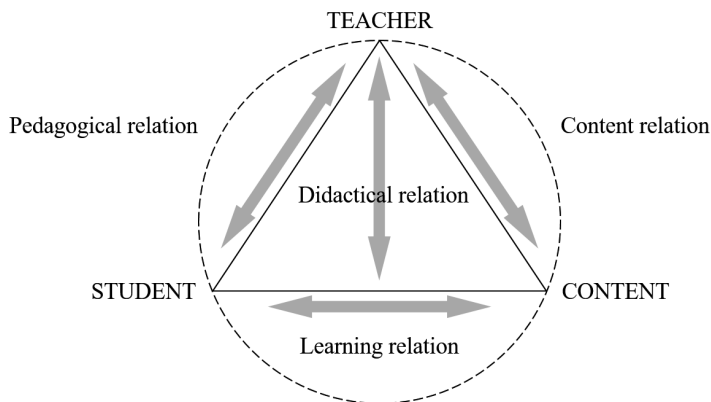 TEACHER
Pedagogical relation
Content relation
Didactical relation
STUDENT
CONTENT
Learning relation